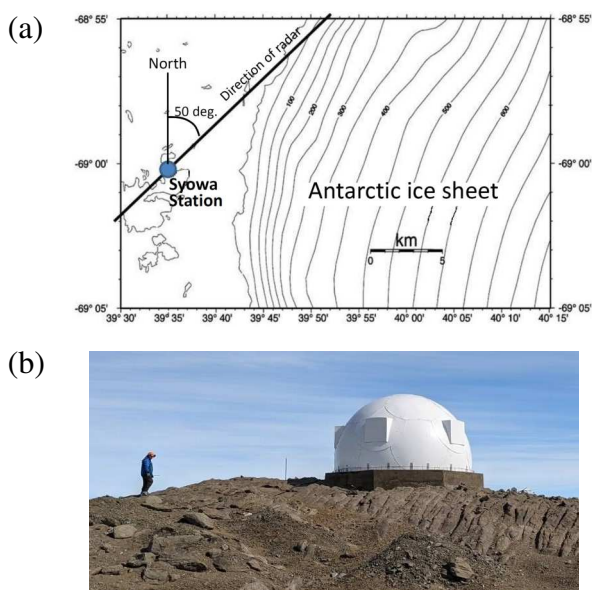 (a)
-68° 55'
-68° 55'
North
Direction of radar
50 deg.
100
200
300
400
500
600
-69° 00'
-69° 00'
Syowa
Station
Antarctic ice sheet
km
0 5
-69° 05'
-69° 05'
39° 30' 39° 35' 39° 40' 39° 45' 39° 50' 39° 55' 40° 00' 40° 05' 40° 10' 40° 15'
(b)